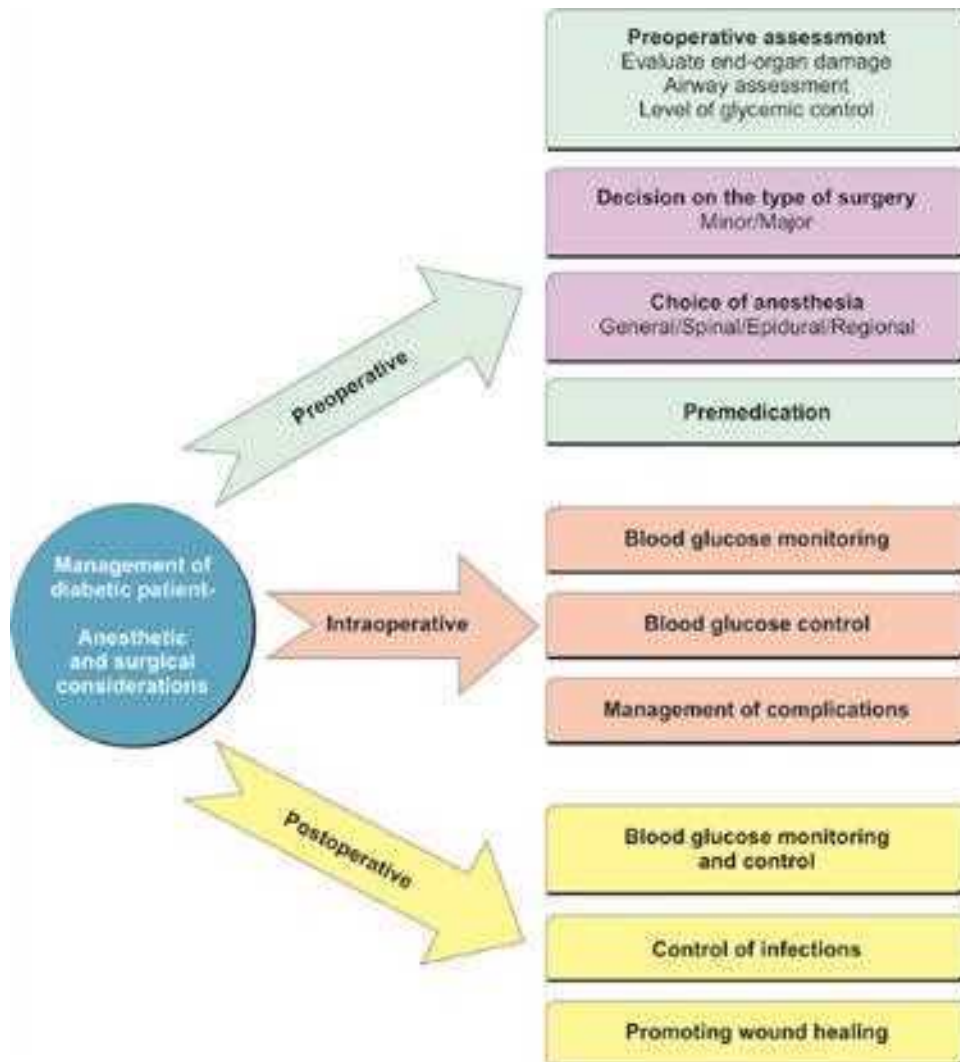 Preoperative assessment
Evaluate end-organ damage
Airway assessment
Level of glycemic control
Decision on the type of surgery
Minor/Major
Choice of anesthesia
General/Spinal/Epidural/Regional
Premedication
Preoperative
Management of
diabetic patient-
Anesthetic
and surgical
considerations
Intraoperative
Blood glucose monitoring
Blood glucose control
Management of complications
Postoperative
Blood glucose monitoring
and control
Control of infections
Promoting wound healing